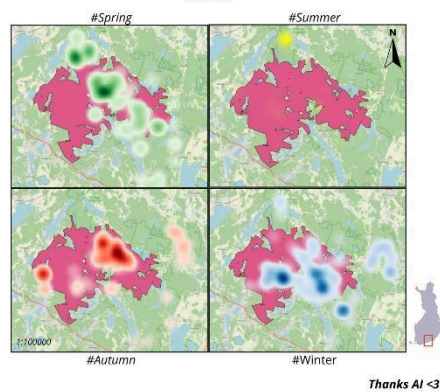 #Spring
#Summer
N
1:100000
#Autumn
#Winter
Thanks AI <3